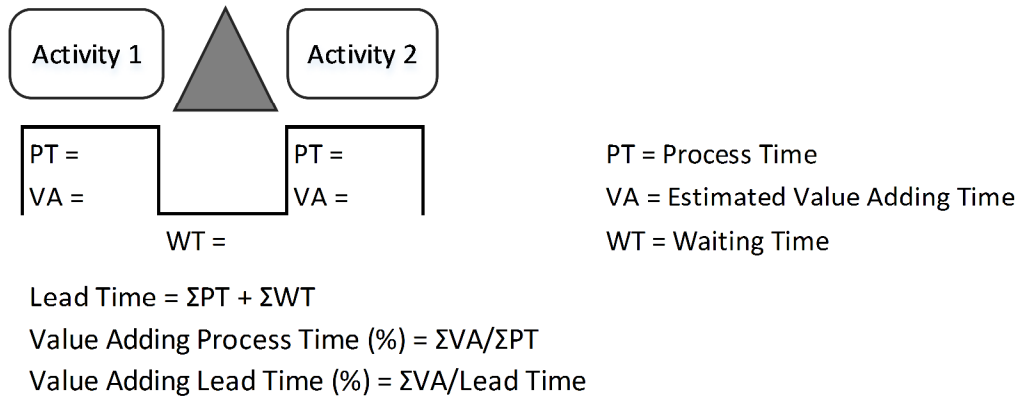 Activity 1
Activity 2
PT =
VA =
PT =
VA =
WT =
PT = Process Time
VA = Estimated Value Adding Time
WT = Waiting Time
Lead Time = ΣPT + ΣWT
Value Adding Process Time (%) = ΣVA/ΣPT
Value Adding Lead Time (%) = ΣVA/Lead Time